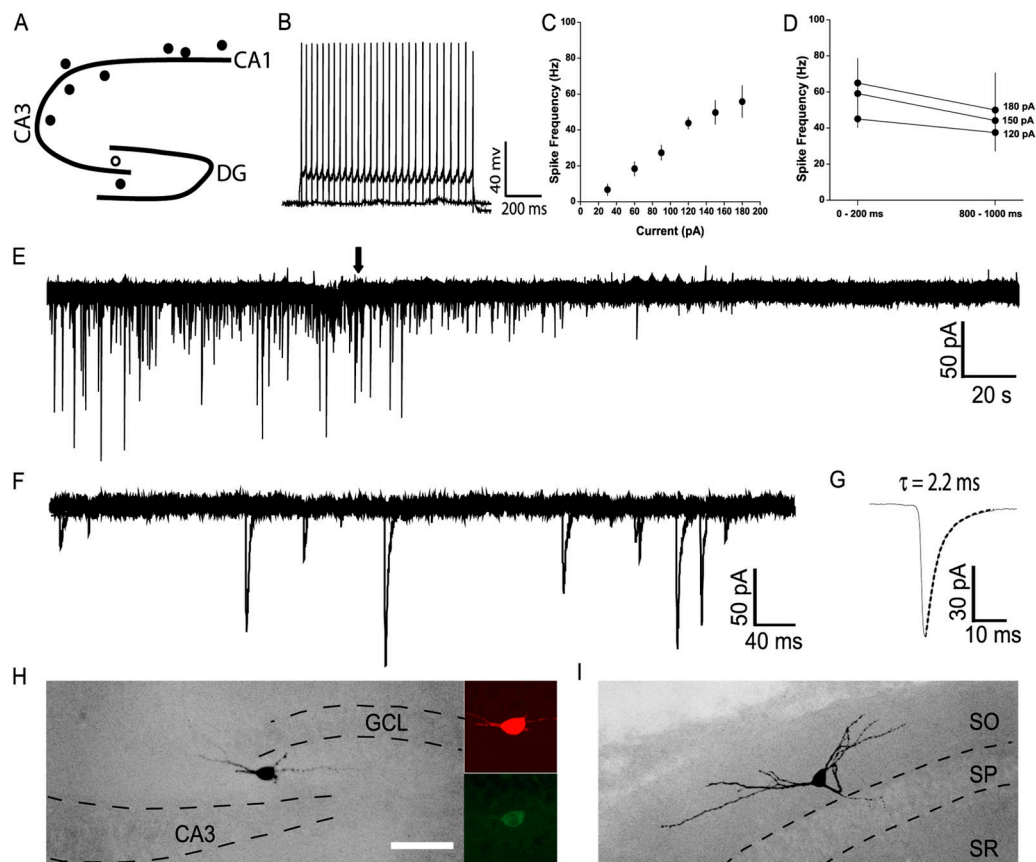 A
CA1
CA3
DG
B
40 mv
200 ms
C
Spike Frequency (Hz)
100
80
60
40
20
0
0 20 40 60 80 100 120 140 160 180 200
Current (pA)
D
Spike Frequency (Hz)
100
80
60
40
20
0
180 pA
150 pA
120 pA
0 - 200 ms
800 - 1000 ms
E
50 pA
20 s
F
50 pA
40 ms
G
τ = 2.2 ms
30 pA
10 ms
H
GCL
CA3
I
SO
SP
SR